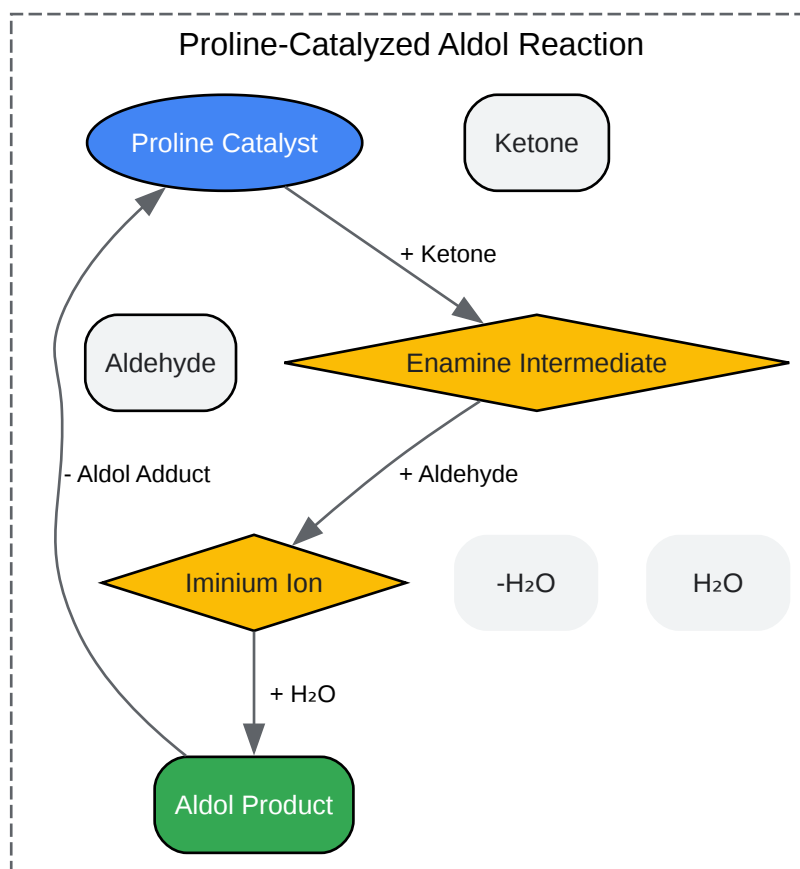 Proline-Catalyzed Aldol Reaction
Proline Catalyst
Ketone
+ Ketone
Aldehyde
Enamine Intermediate
- Aldol Adduct
+ Aldehyde
Iminium Ion
-H₂O
H₂O
+ H₂O
Aldol Product